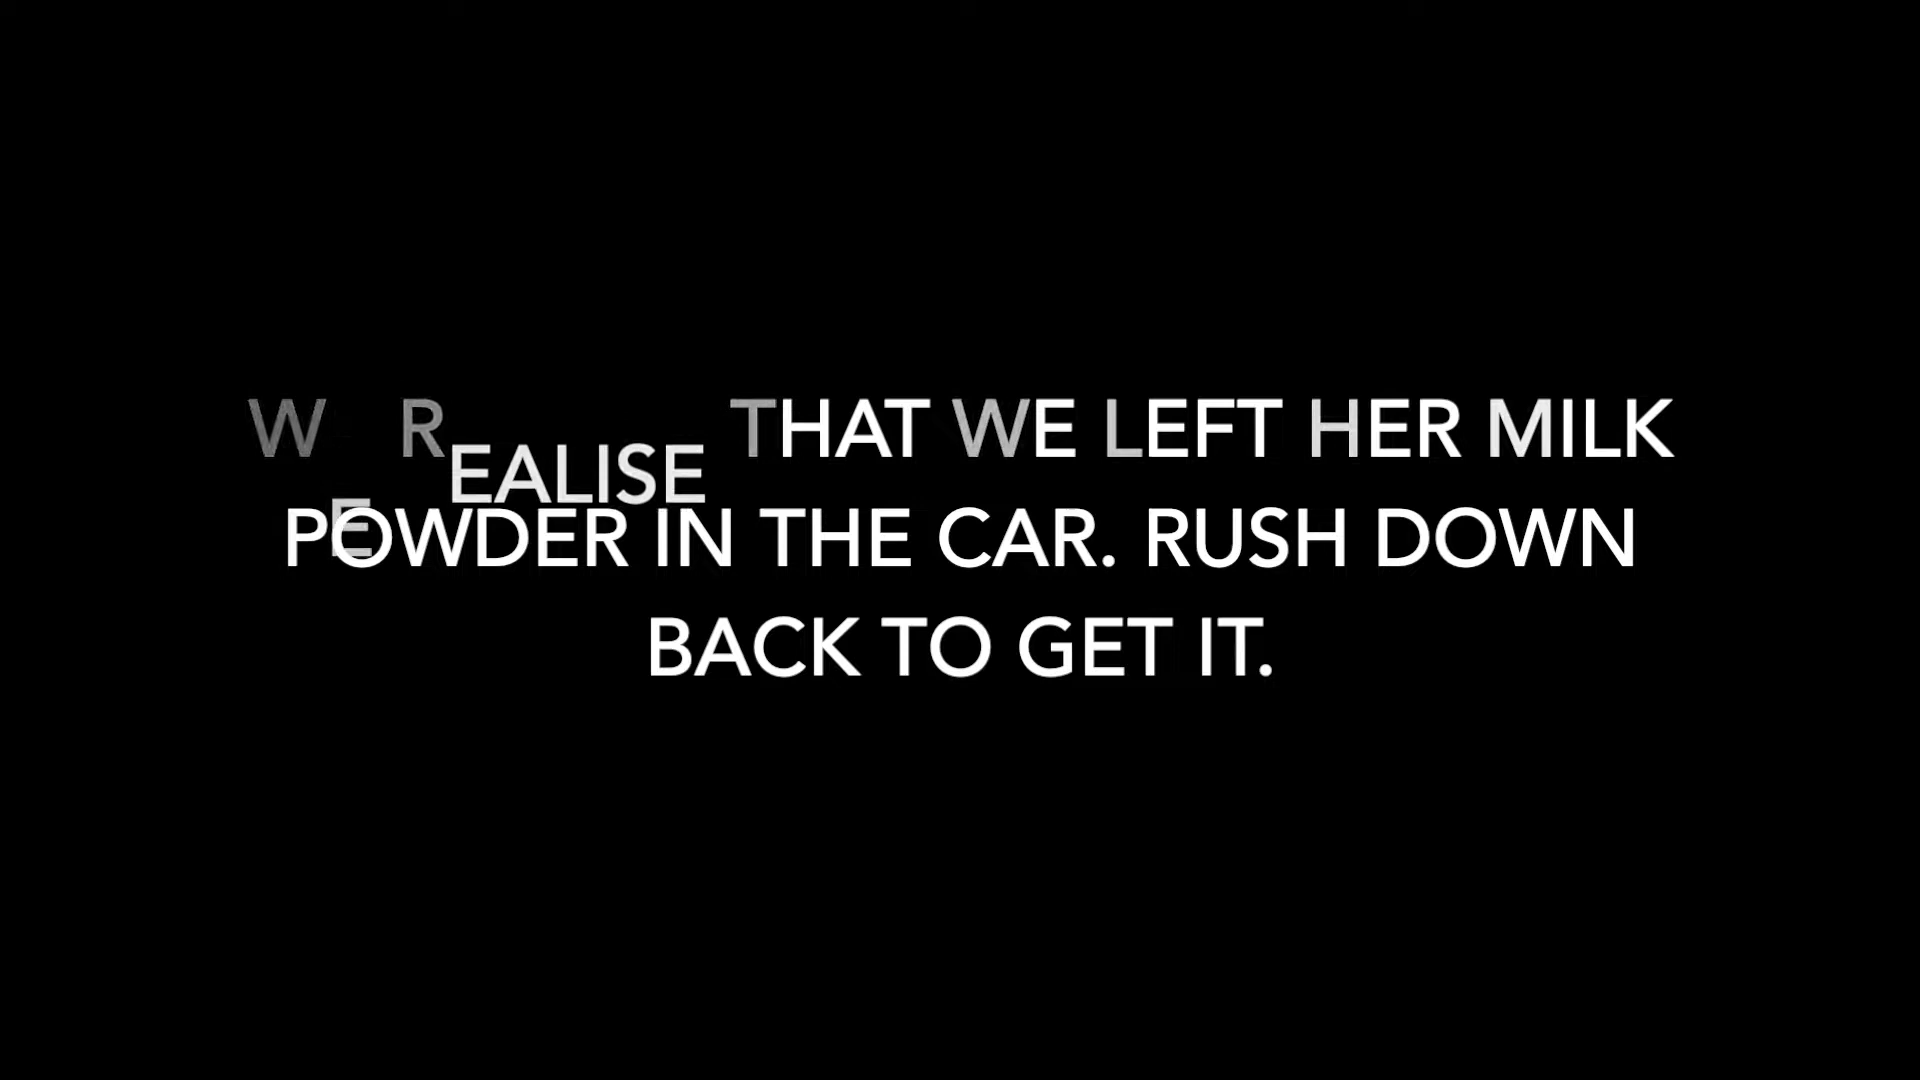 WE REALISE THAT WE LEFT HER MILK
POWDER IN THE CAR. RUSH DOWN
BACK TO GET IT.